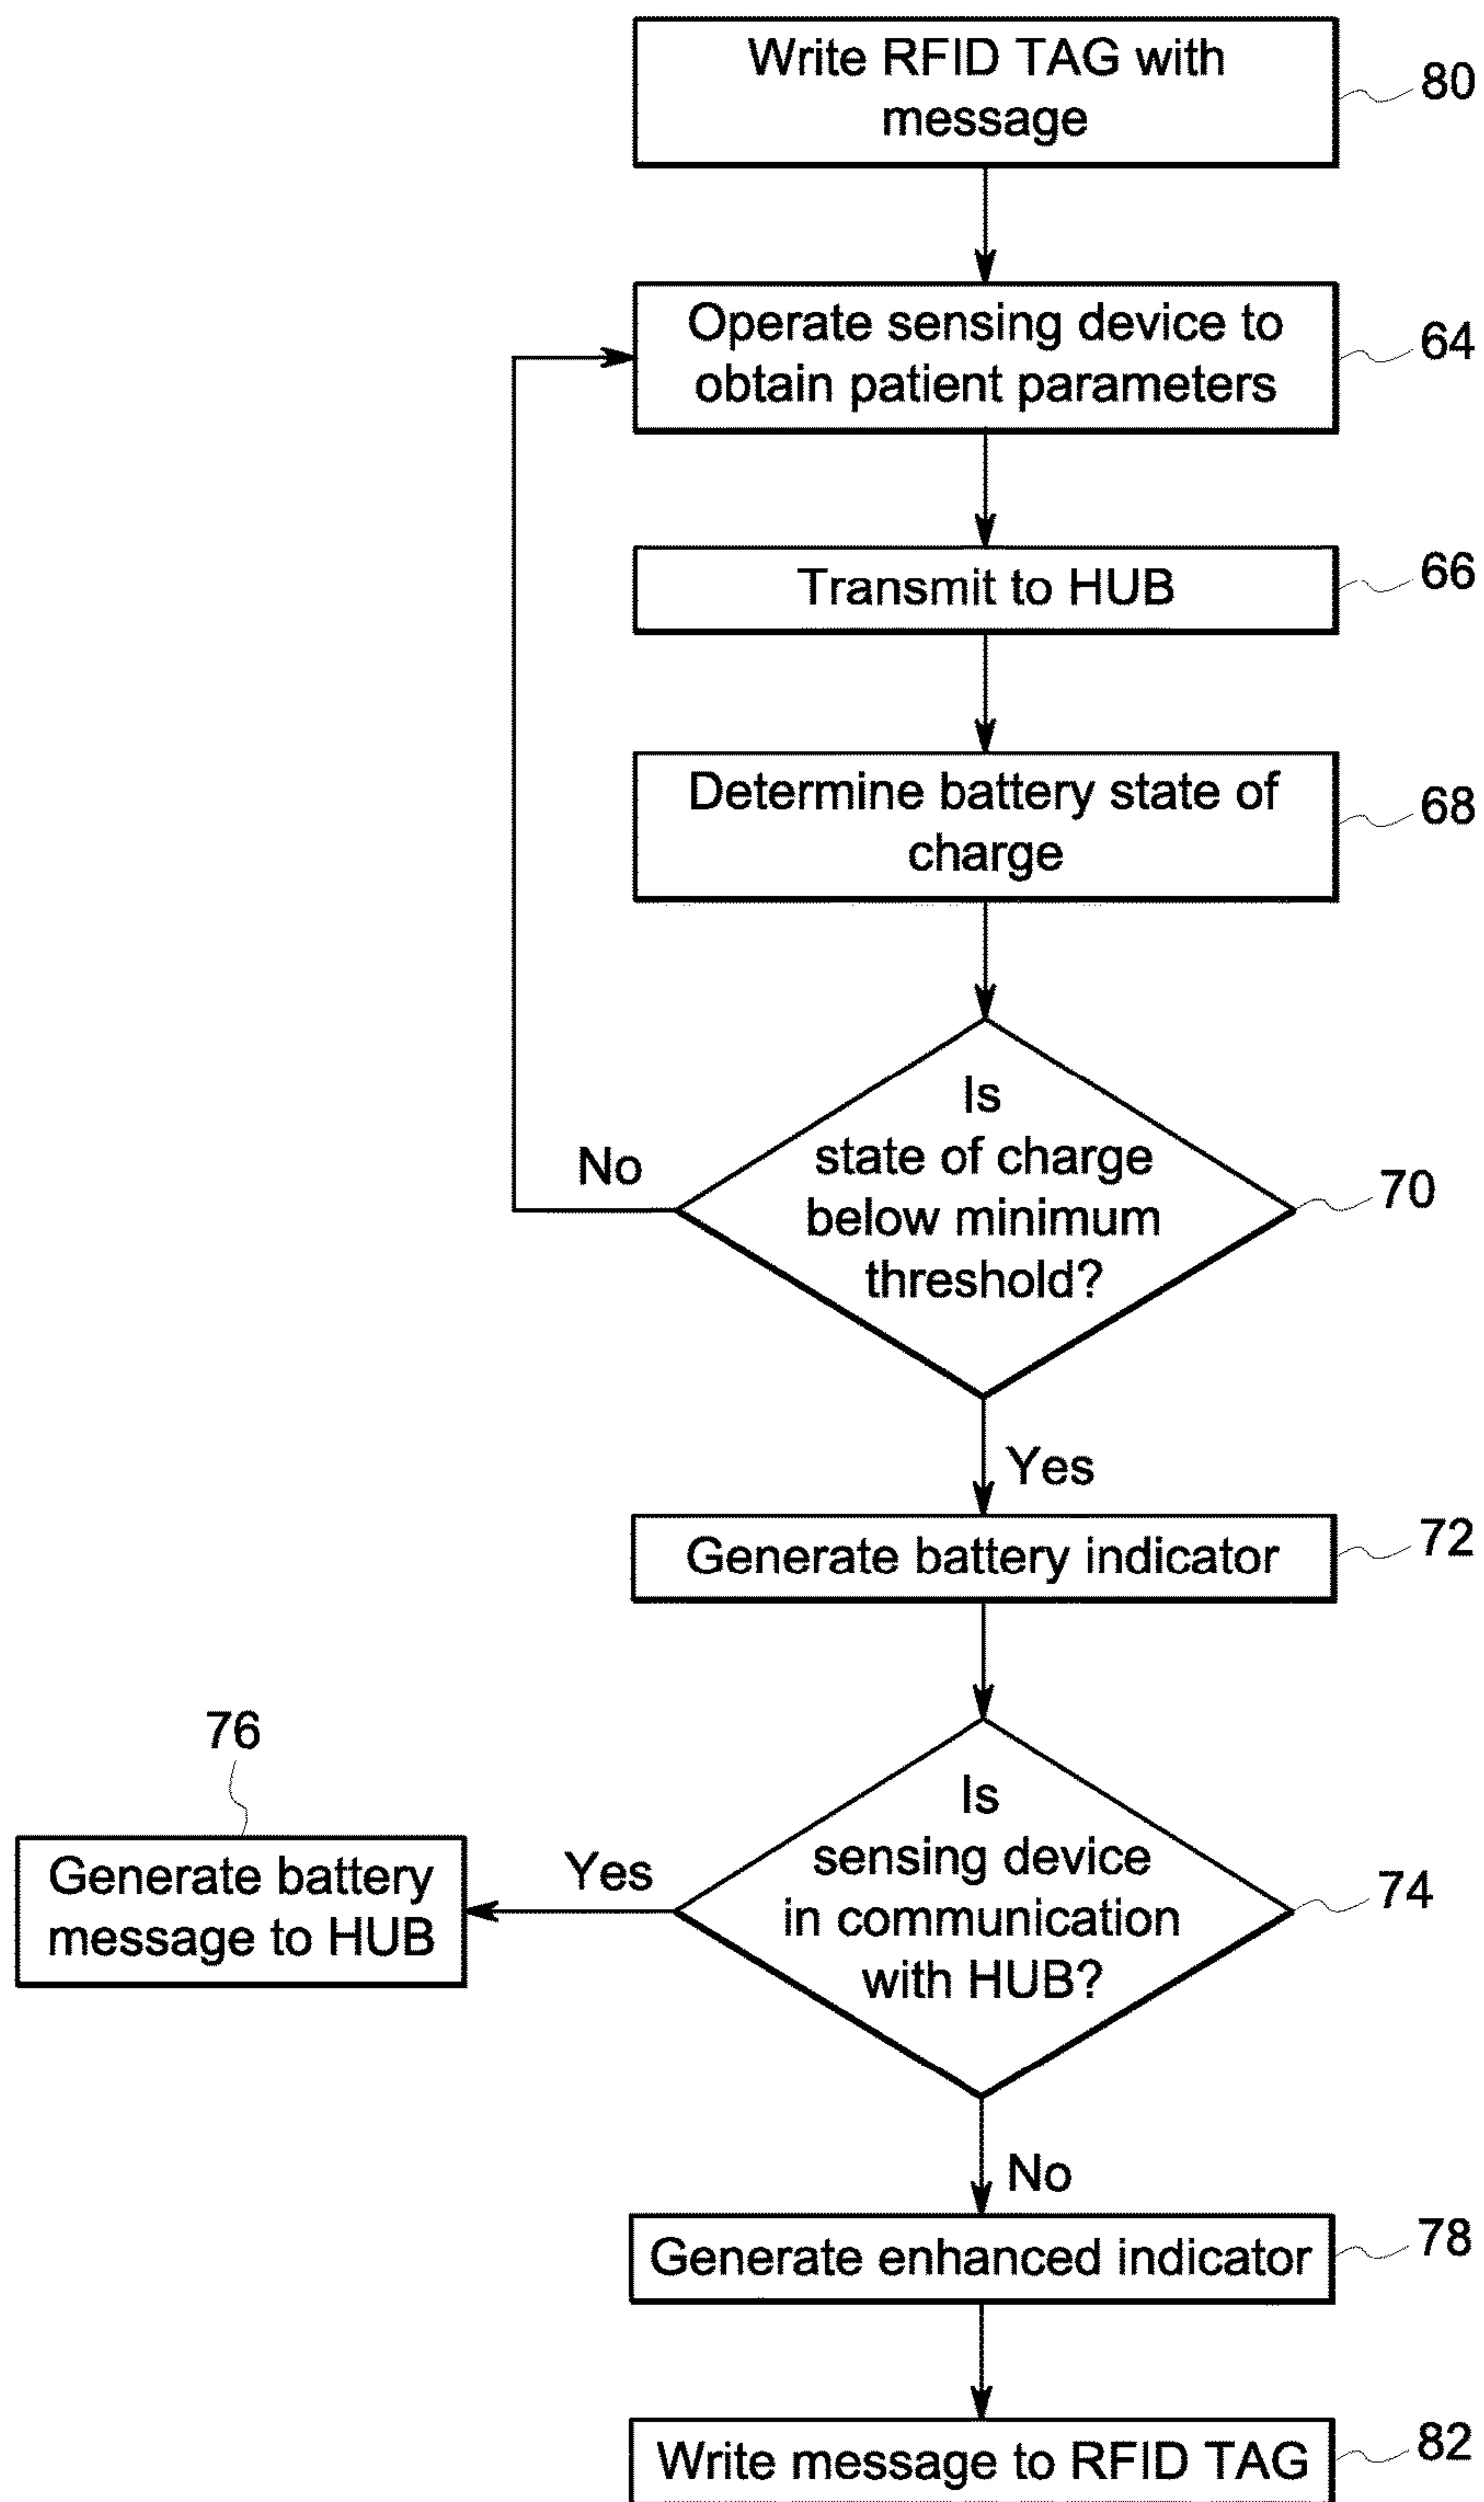 Write RFID TAG with
message
80
Operate sensing device to
obtain patient parameters
64
Transmit to HUB
66
Determine battery state of
charge
68
Is
state of charge
below minimum
threshold?
70
No
Yes
Generate battery indicator
72
Is
sensing device
in communication
with HUB?
74
Yes
76
Generate battery
message to HUB
No
Generate enhanced indicator
78
Write message to RFID TAG
82